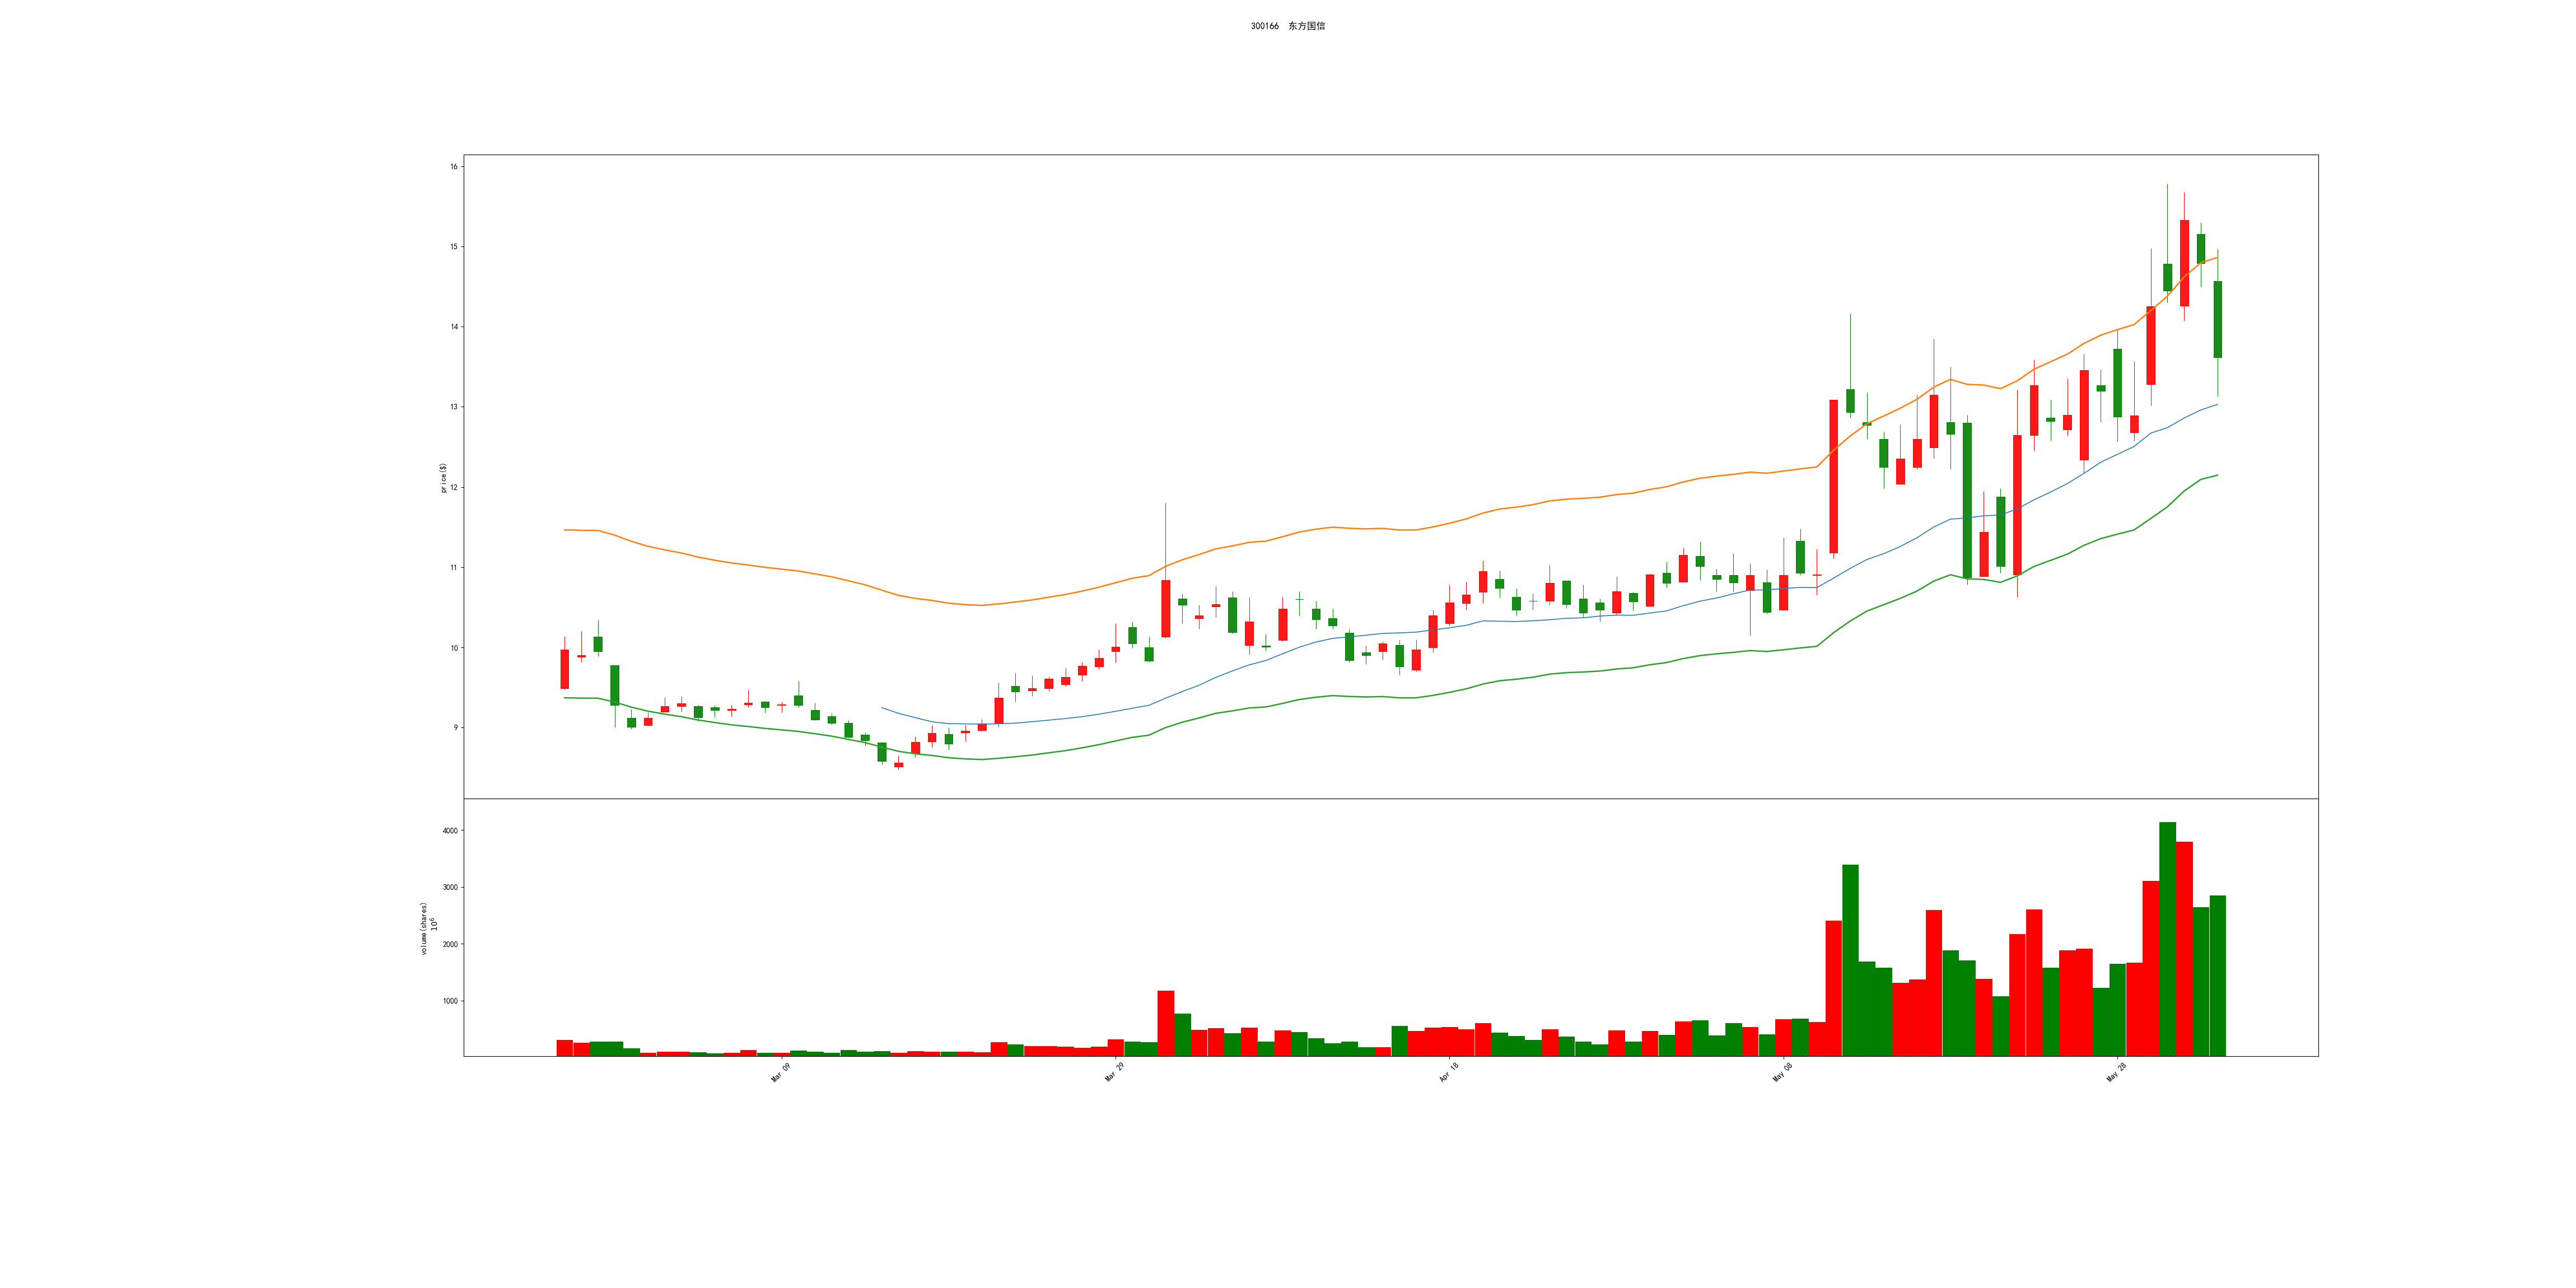 300166 东方国信
16
15
14
13
12
11
10
9
price($)
4000
3000
2000
1000
volume(shares)
10⁶
Mar 09
Mar 29
Apr 18
May 08
May 28